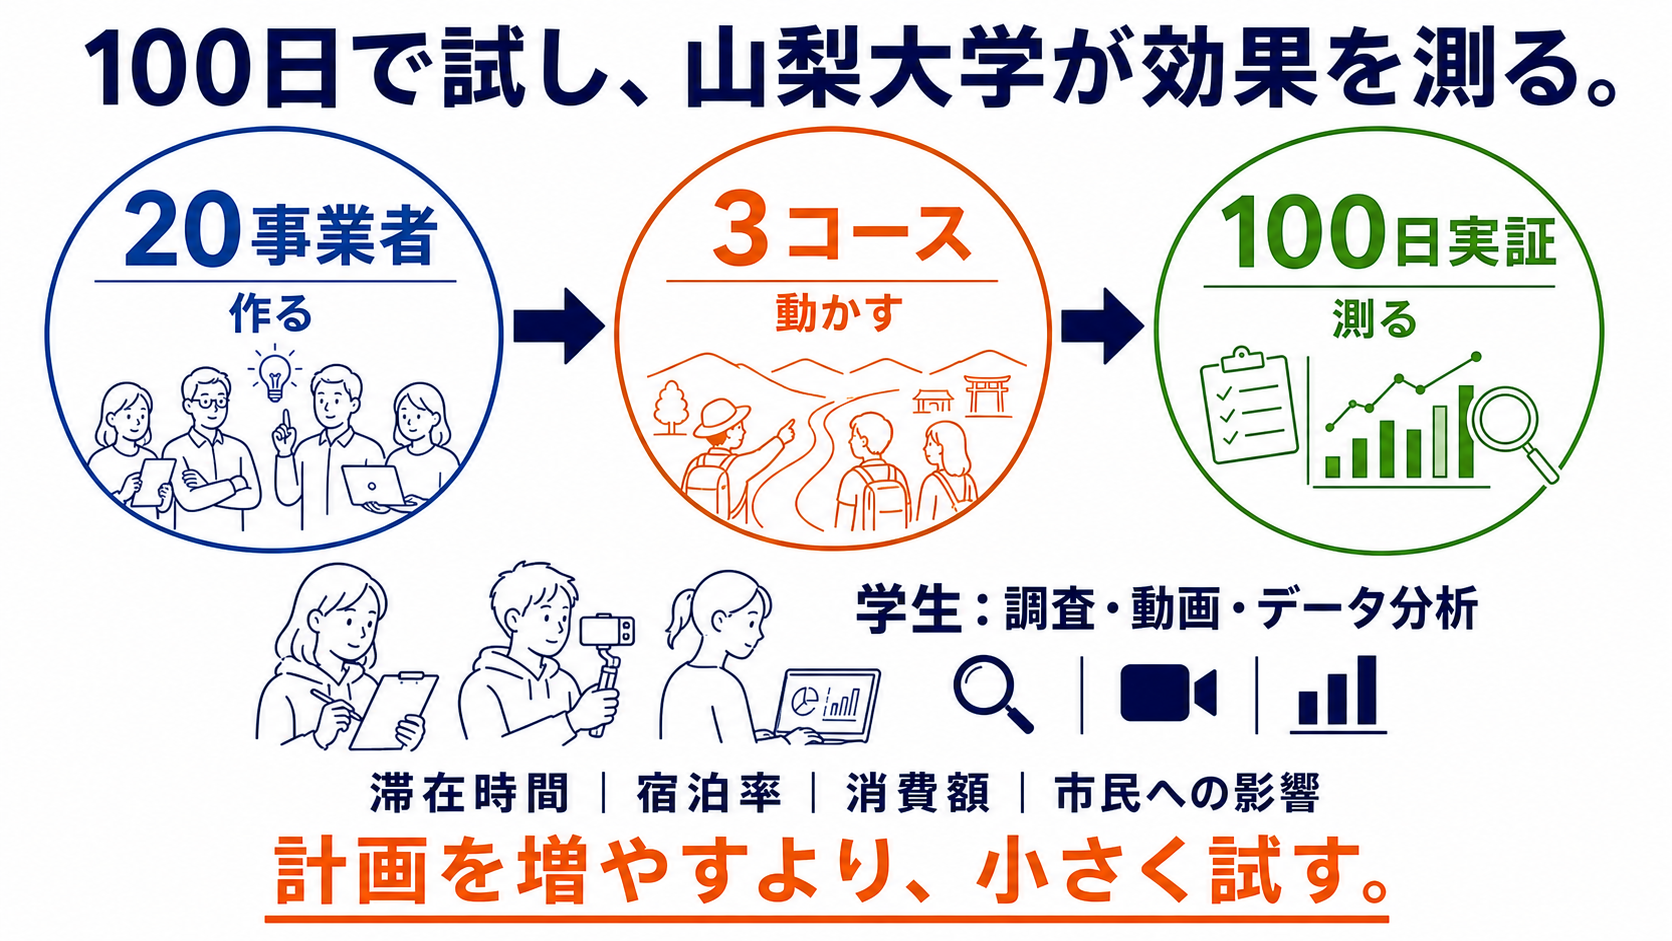 100日で試し、山梨大学が効果を測る。
20事業者
作る
3コース
動かす
100日実証
測る
学生：調査・動画・データ分析
滞在時間｜宿泊率｜消費額｜市民への影響
計画を増やすより、小さく試す。